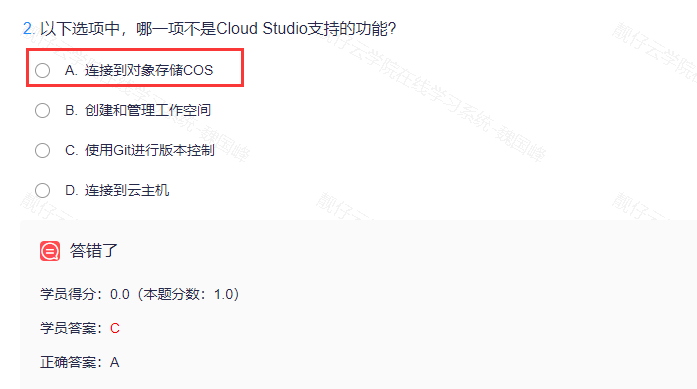 2. 以下选项中，哪一项不是Cloud Studio支持的功能？
A. 连接到对象存储COS
B. 创建和管理工作空间
C. 使用Git进行版本控制
D. 连接到云主机
答错了
学员得分：0.0（本题分数：1.0）
学员答案：C
正确答案：A
靓仔云学院在线学习系统-魏国峰